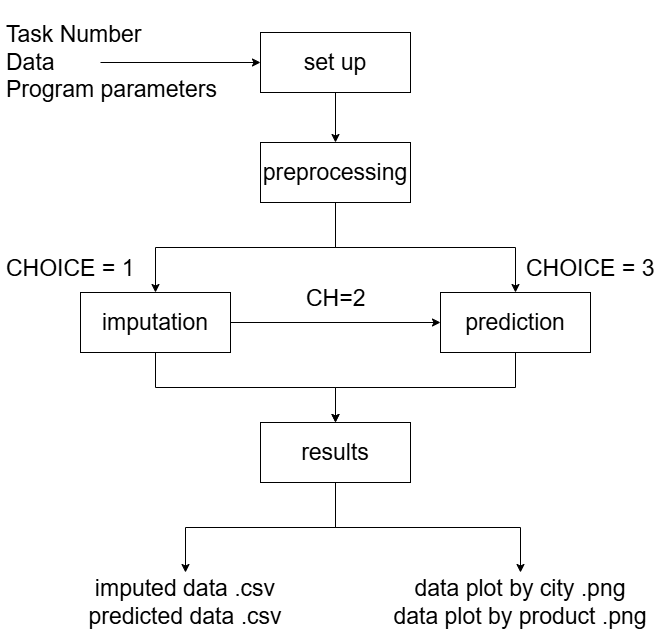 Task Number
Data
Program parameters
set up
preprocessing
CHOICE = 1
CHOICE = 3
CH=2
imputation
prediction
results
imputed data .csv
predicted data .csv
data plot by city .png
data plot by product .png